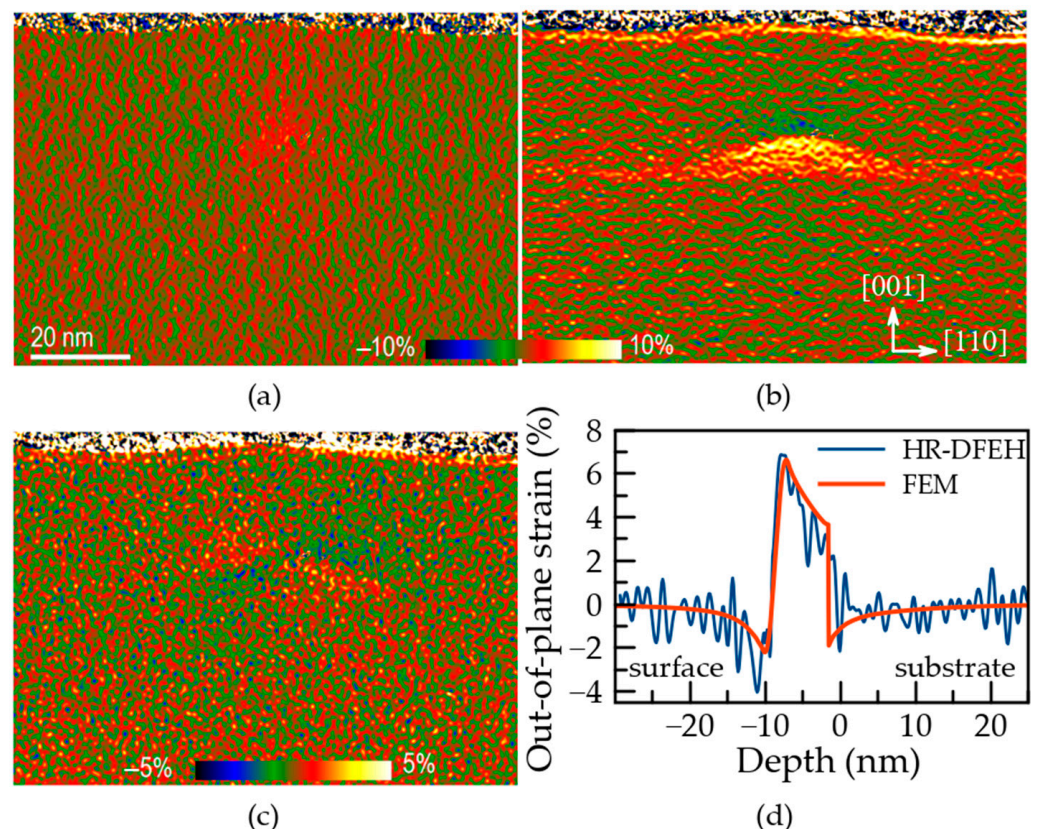 20 nm
–10%
10%
[001]
[110]
(a)
(b)
–5%
5%
(c)
Out-of-plane strain (%)
8
6
4
2
0
−2
−4
HR-DFEH
FEM
surface
substrate
−20
−10
0
10
20
Depth (nm)
(d)